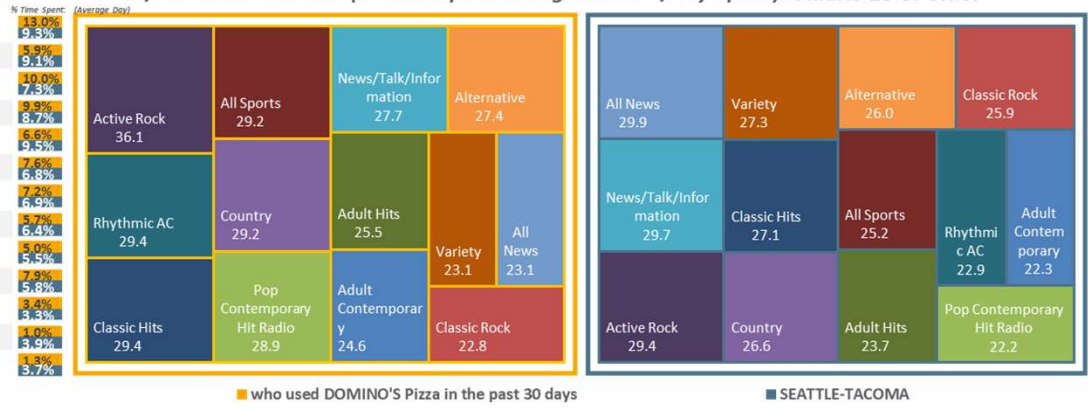 % Time Spent: (Average Day)
13.0%
9.3%
5.9%
9.1%
10.0%
7.3%
9.9%
8.7%
6.6%
9.5%
7.6%
6.8%
7.2%
6.9%
5.7%
6.4%
5.0%
5.5%
7.9%
5.8%
3.4%
3.3%
1.0%
3.9%
1.3%
3.7%
Active Rock
36.1
Rhythmic AC
29.4
Classic Hits
29.4
All Sports
29.2
Country
29.2
Pop
Contemporary
Hit Radio
28.9
News/Talk/Infor
mation
27.7
Alternative
27.4
Adult Hits
25.5
Adult
Contemporar
y
24.6
Variety
23.1
All
News
23.1
Classic Rock
22.8
All News
29.9
News/Talk/Infor
mation
29.7
Active Rock
29.4
Variety
27.3
Classic Hits
27.1
Country
26.6
Alternative
26.0
Classic Rock
25.9
All Sports
25.2
Adult Hits
23.7
Rhythmi
c AC
22.9
Adult
Contem
porary
22.3
Pop Contemporary
Hit Radio
22.2
who used DOMINO'S Pizza in the past 30 days
SEATTLE-TACOMA